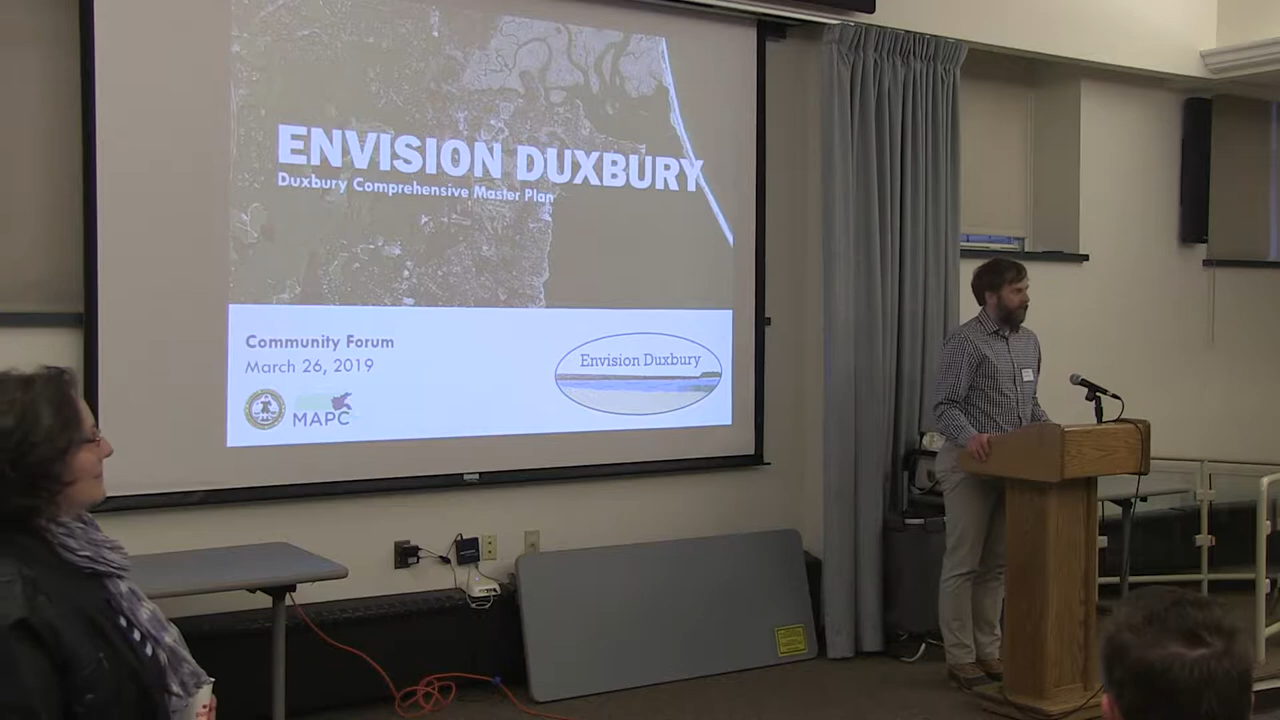 ENVISION DUXBURY
Duxbury Comprehensive Master Plan
Community Forum
March 26, 2019
MAPC
Envision Duxbury